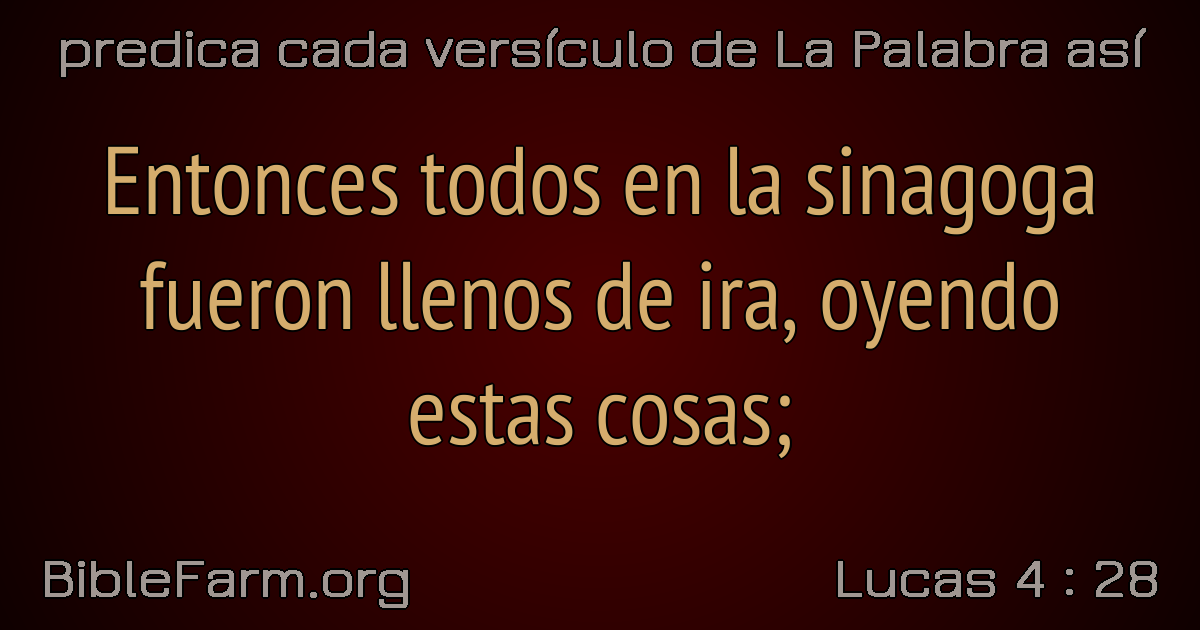 predica cada versículo de La Palabra así
Entonces todos en la sinagoga
fueron llenos de ira, oyendo
estas cosas;
BibleFarm.org
Lucas 4 : 28